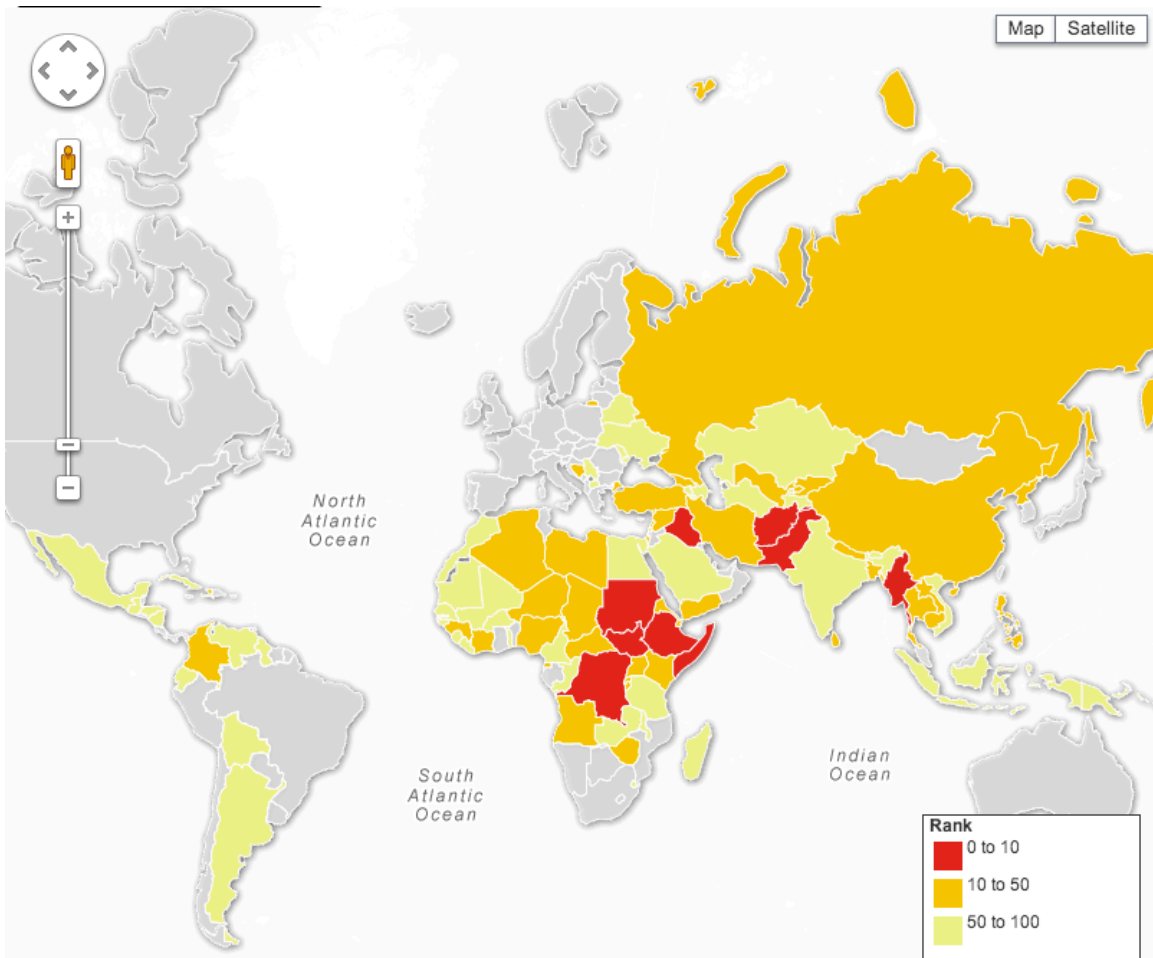 Map
Satellite
North
Atlantic
Ocean
South
Atlantic
Ocean
Indian
Ocean
Rank
0 to 10
10 to 50
50 to 100